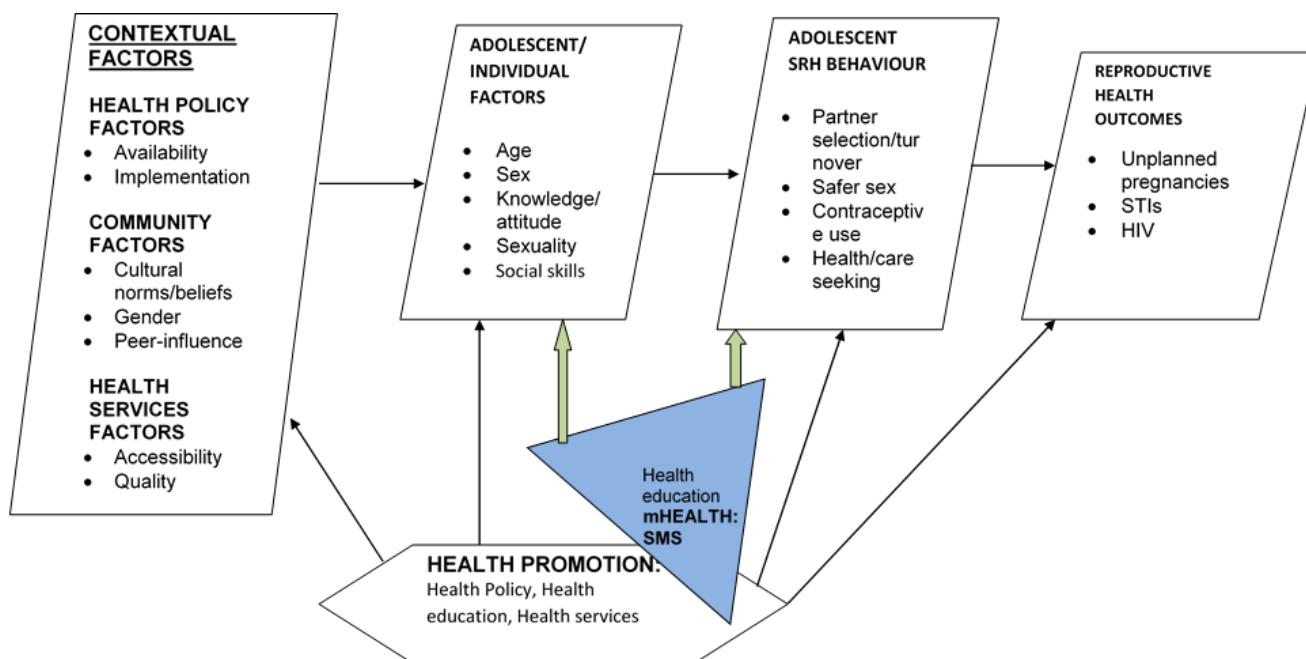 CONTEXTUAL
FACTORS
HEALTH POLICY
FACTORS
• Availability
• Implementation
COMMUNITY
FACTORS
• Cultural
norms/beliefs
• Gender
• Peer-influence
HEALTH
SERVICES
FACTORS
• Accessibility
• Quality
ADOLESCENT/
INDIVIDUAL
FACTORS
• Age
• Sex
• Knowledge/
attitude
• Sexuality
• Social skills
ADOLESCENT
SRH BEHAVIOUR
• Partner
selection/tur
nover
• Safer sex
• Contraceptiv
e use
• Health/care
seeking
REPRODUCTIVE
HEALTH
OUTCOMES
• Unplanned
pregnancies
• STIs
• HIV
Health
education
mHEALTH:
SMS
HEALTH PROMOTION:
Health Policy, Health
education, Health services